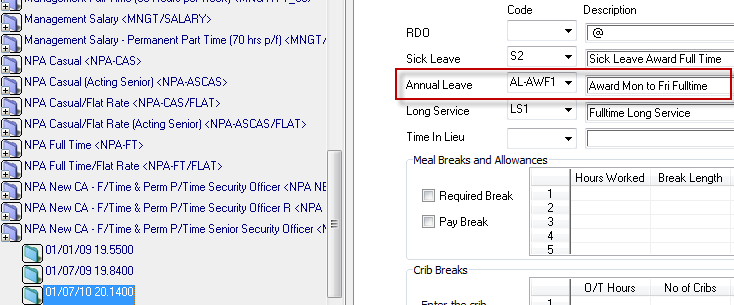 Management Salary <MNGT/SALARY>
Management Salary - Permanent Part Time (70 hrs p/f) <MNGT/
NPA Casual <NPA-CAS>
NPA Casual (Acting Senior) <NPA-ASCAS>
NPA Casual/Flat Rate <NPA-CAS/FLAT>
NPA Casual/Flat Rate (Acting Senior) <NPA-ASCAS/FLAT>
NPA Full Time <NPA-FT>
NPA Full Time/Flat Rate <NPA-FT/FLAT>
NPA New CA - F/Time & Perm P/Time Security Officer <NPA NE
NPA New CA - F/Time & Perm P/Time Security Officer R <NPA
NPA New CA - F/Time & Perm P/Time Senior Security Officer <N
01/01/09 19.5500
01/07/09 19.8400
01/07/10 20.1400
Code Description
RDO @
Sick Leave S2 Sick Leave Award Full Time
Annual Leave AL-AWF1 Award Mon to Fri Fulltime
Long Service LS1 Fulltime Long Service
Time In Lieu
Meal Breaks and Allowances
Hours Worked Break Length
Required Break
Pay Break
1
2
3
4
5
Crib Breaks
O/T Hours No of Cribs
Enter the crib
1